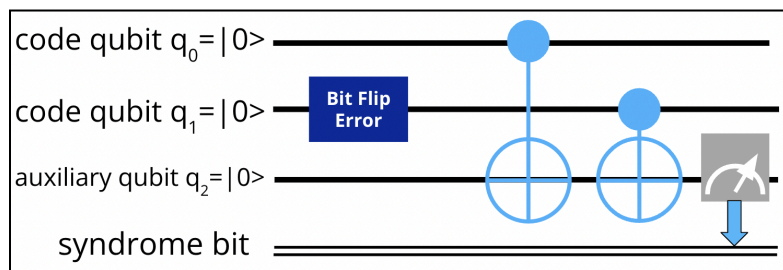 code qubit q₀=|0>
code qubit q₁=|0>
Bit Flip
Error
auxiliary qubit q₂=|0>
syndrome bit